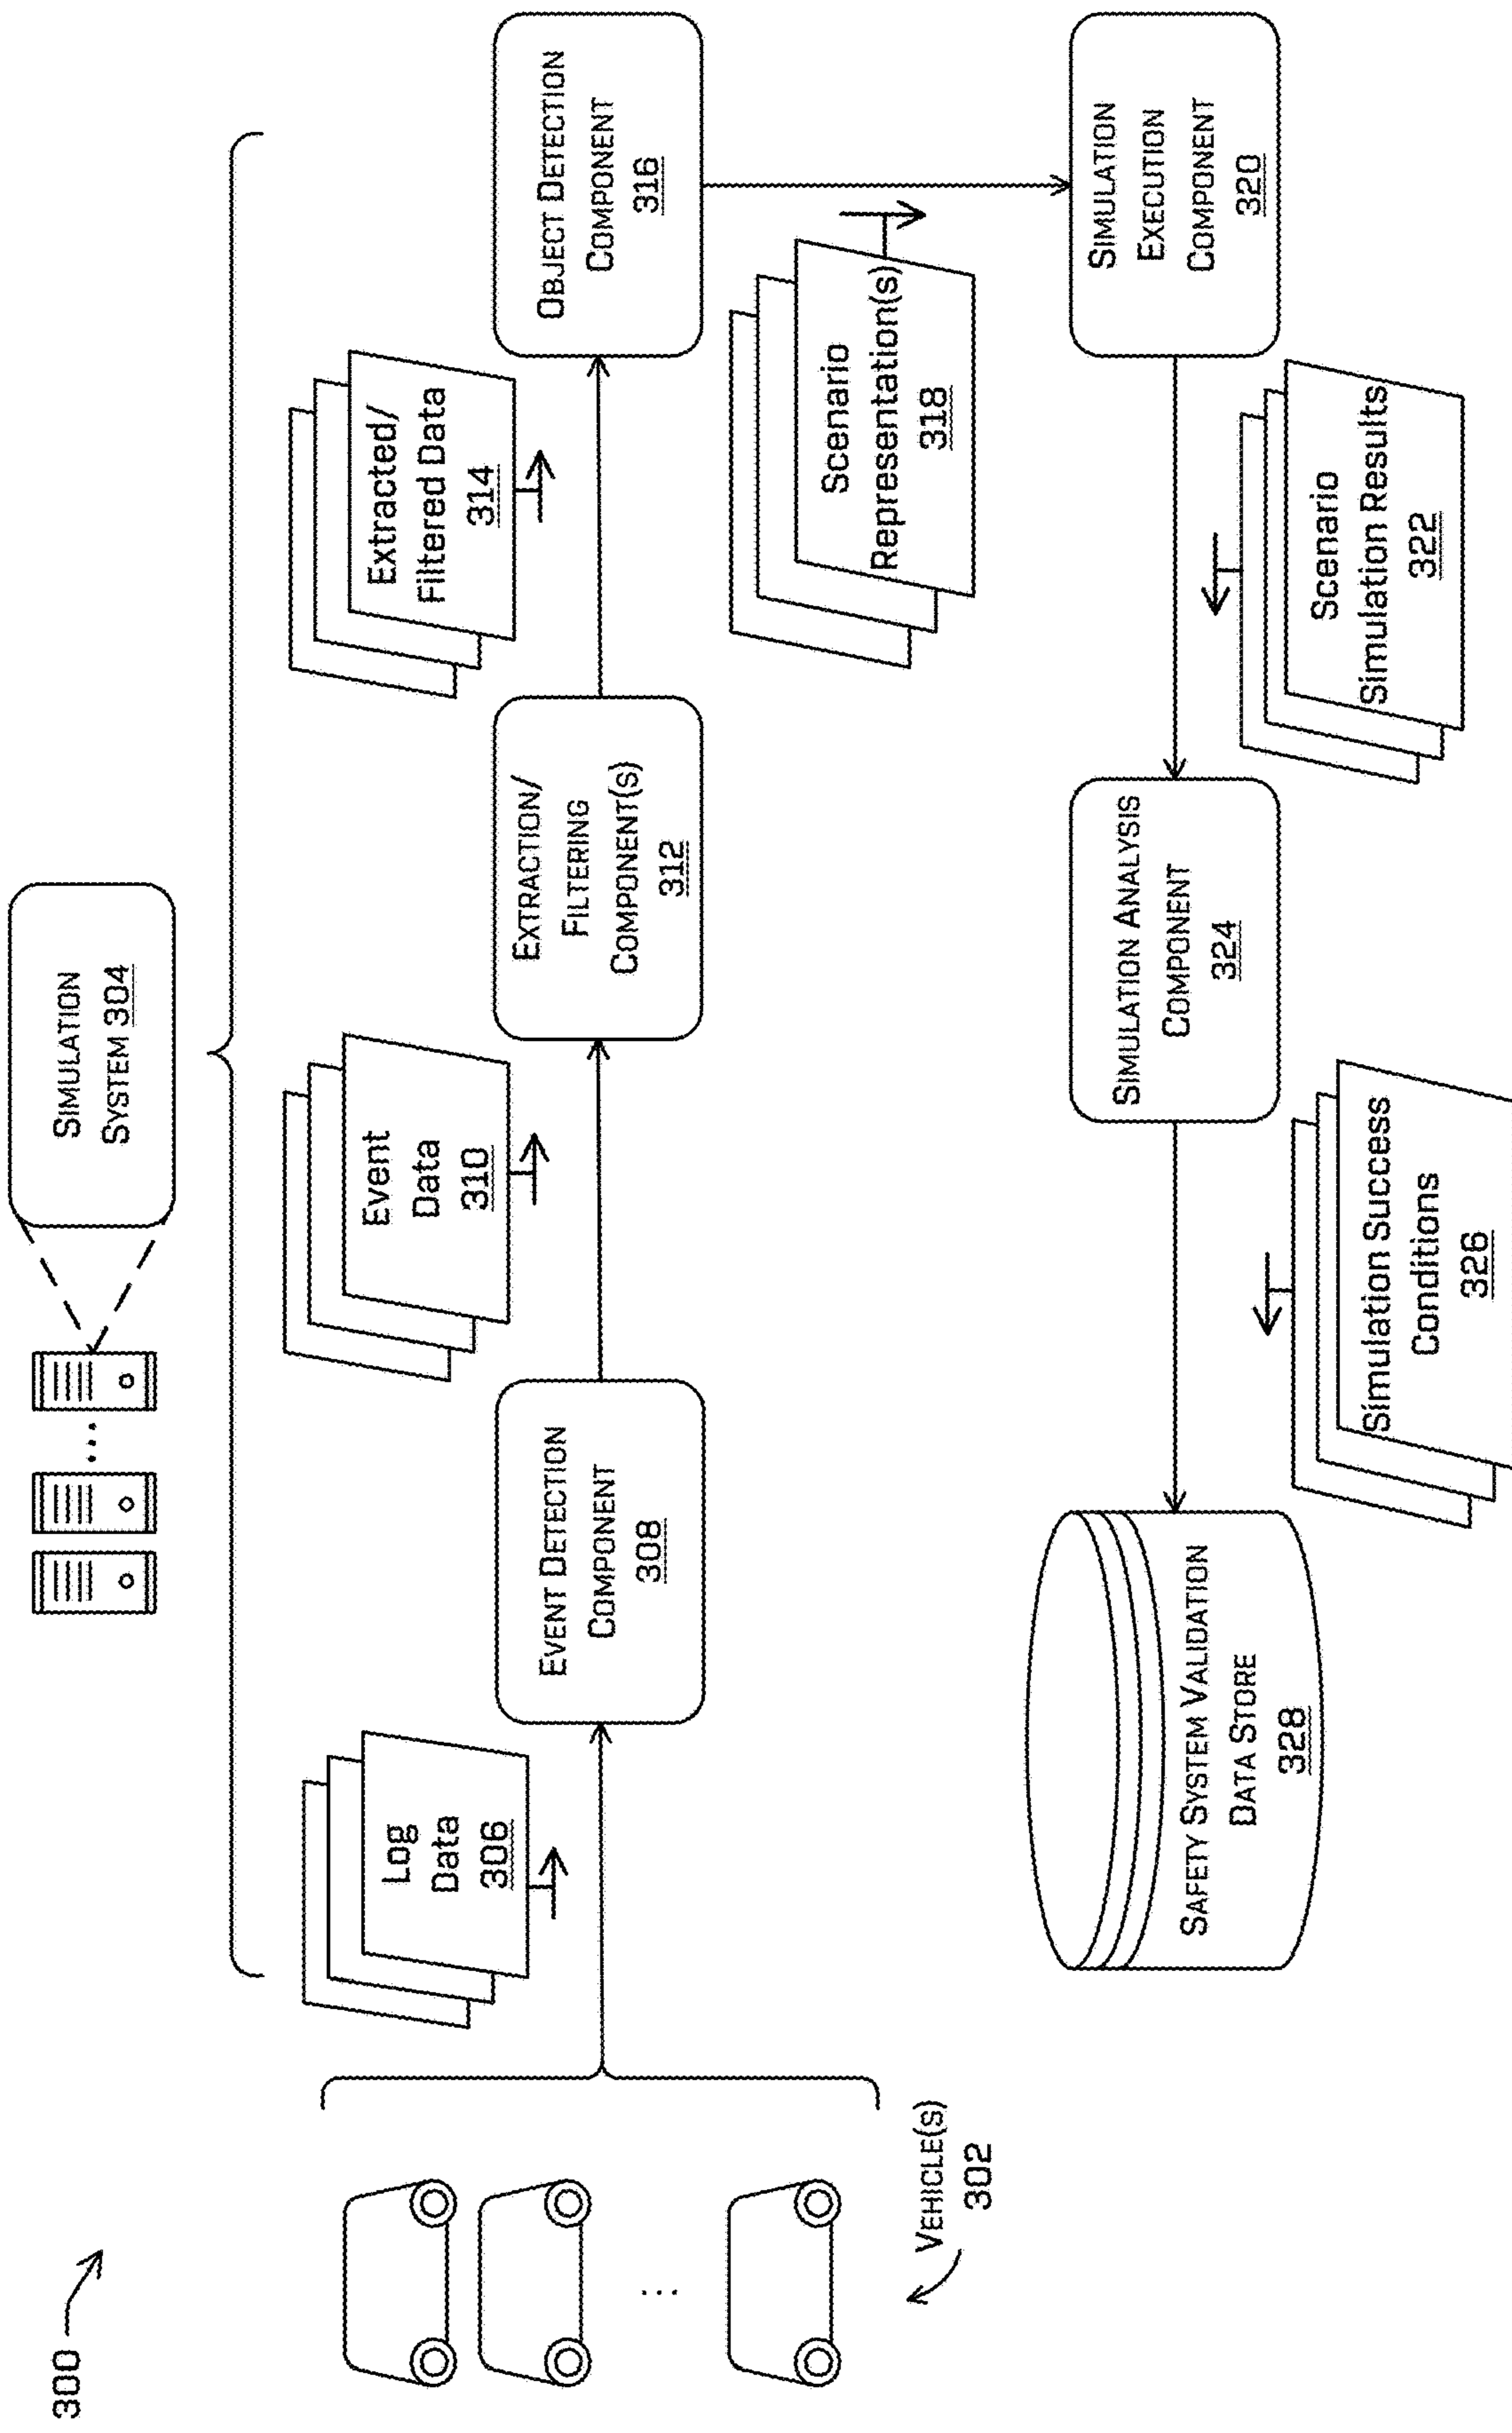 300
SIMULATION
SYSTEM 304
VEHICLE(S)
302
Log
Data
306
EVENT DETECTION
COMPONENT
308
Event
Data
310
EXTRACTION/
FILTERING
COMPONENT(S)
312
Extracted/
Filtered Data
314
OBJECT DETECTION
COMPONENT
316
Scenario
Representation(s)
318
SIMULATION
EXECUTION
COMPONENT
320
Scenario
Simulation Results
322
SIMULATION ANALYSIS
COMPONENT
324
Simulation Success
Conditions
326
SAFETY SYSTEM VALIDATION
DATA STORE
328